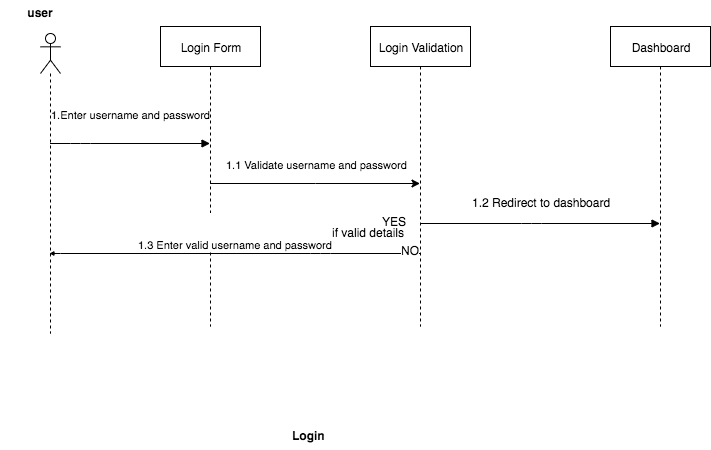 user
Login Form
Login Validation
Dashboard
1.Enter username and password
1.1 Validate username and password
1.2 Redirect to dashboard
YES
if valid details
1.3 Enter valid username and password
NO
Login